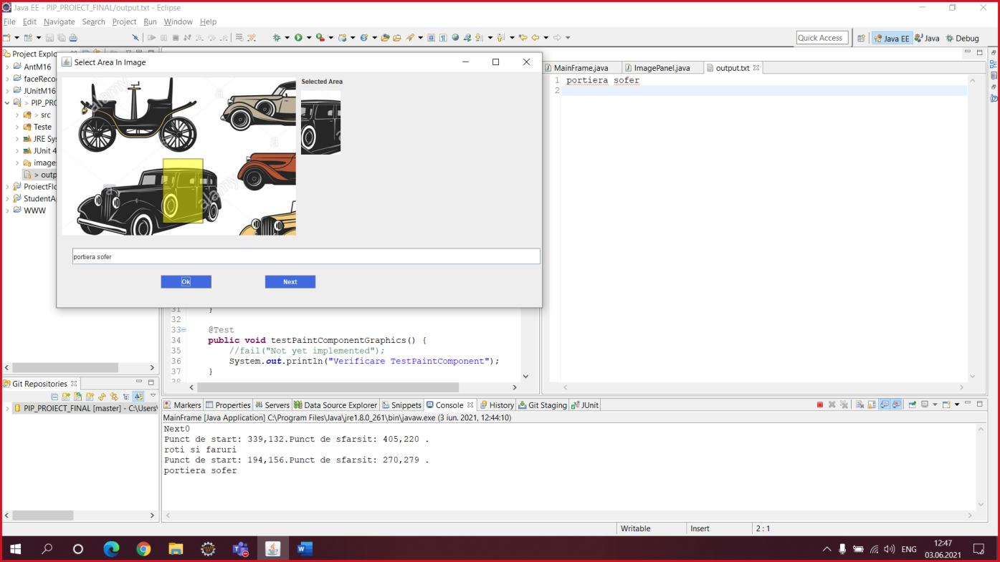 Java EE - PIP_PROIECT_FINAL/output.txt - Eclipse
File Edit Navigate Search Project Run Window Help
Quick Access
Java EE
Java
Debug
Project Explo
AntM16
faceReco
JUnitM16
> PIP_PRO
> src
Teste
JRE Sys
JUnit 4
image
> outp
ProiectFlo
StudentA
WWW
Select Area In Image
Selected Area
alamy
a
a
a
alamy
a
portiera sofer
Ok
Next
MainFrame.java
ImagePanel.java
output.txt
1 portiera sofer
2
31 }
32
33 @Test
34 public void testPaintComponentGraphics() {
35 //fail("Not yet implemented");
36 System.out.println("Verificare TestPaintComponent");
37 }
38
Git Repositories
PIP_PROIECT_FINAL [master] - C:\Users\
Markers
Properties
Servers
Data Source Explorer
Snippets
Console
History
Git Staging
JUnit
MainFrame [Java Application] C:\Program Files\Java\jre1.8.0_261\bin\javaw.exe (3 iun. 2021, 12:44:10)
Next0
Punct de start: 339,132.Punct de sfarsit: 405,220 .
roti si faruri
Punct de start: 194,156.Punct de sfarsit: 270,279 .
portiera sofer
Writable
Insert
2 : 1
ENG
12:47
03.06.2021